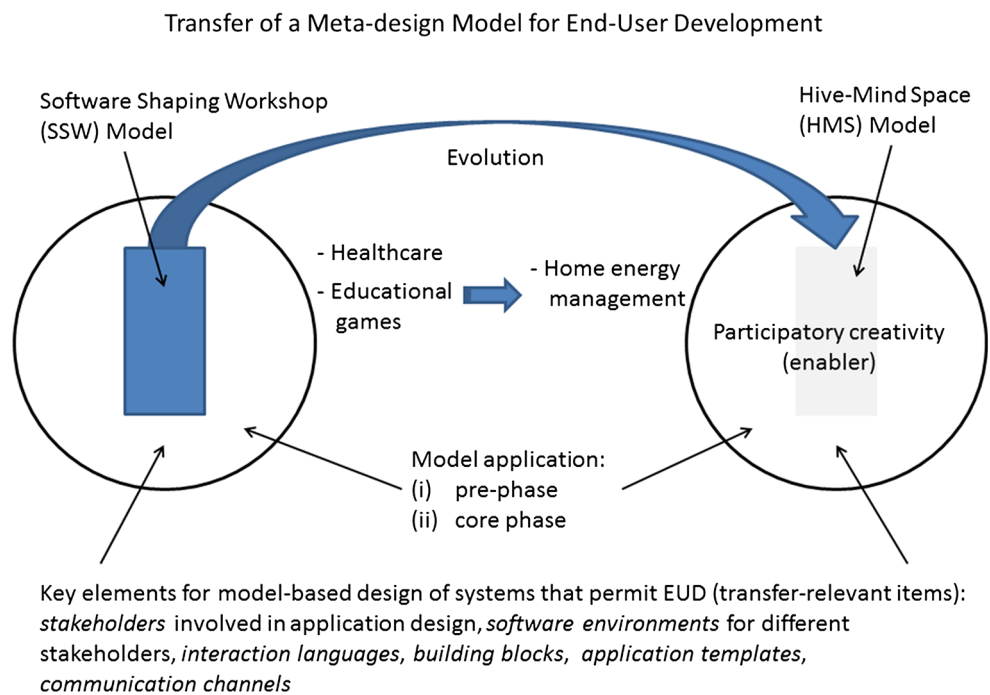 Transfer of a Meta-design Model for End-User Development
Software Shaping Workshop
(SSW) Model
Hive-Mind Space
(HMS) Model
Evolution
- Healthcare
- Educational
games
- Home energy
management
Participatory creativity
(enabler)
Model application:
(i) pre-phase
(ii) core phase
Key elements for model-based design of systems that permit EUD (transfer-relevant items):
stakeholders involved in application design, software environments for different
stakeholders, interaction languages, building blocks, application templates,
communication channels